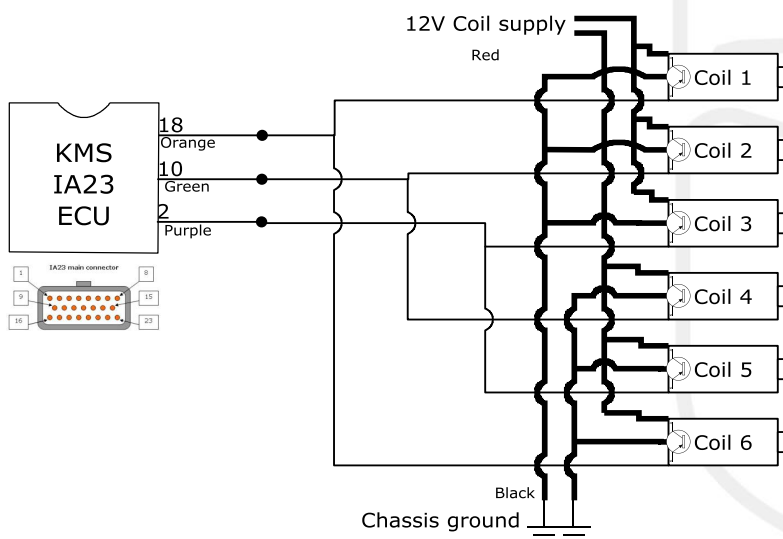 12V Coil supply
Red
Coil 1
18
Orange
KMS
IA23
ECU
10
Green
Coil 2
2
Purple
Coil 3
IA23 main connector
1
8
9
15
16
23
Coil 4
Coil 5
Coil 6
Black
Chassis ground